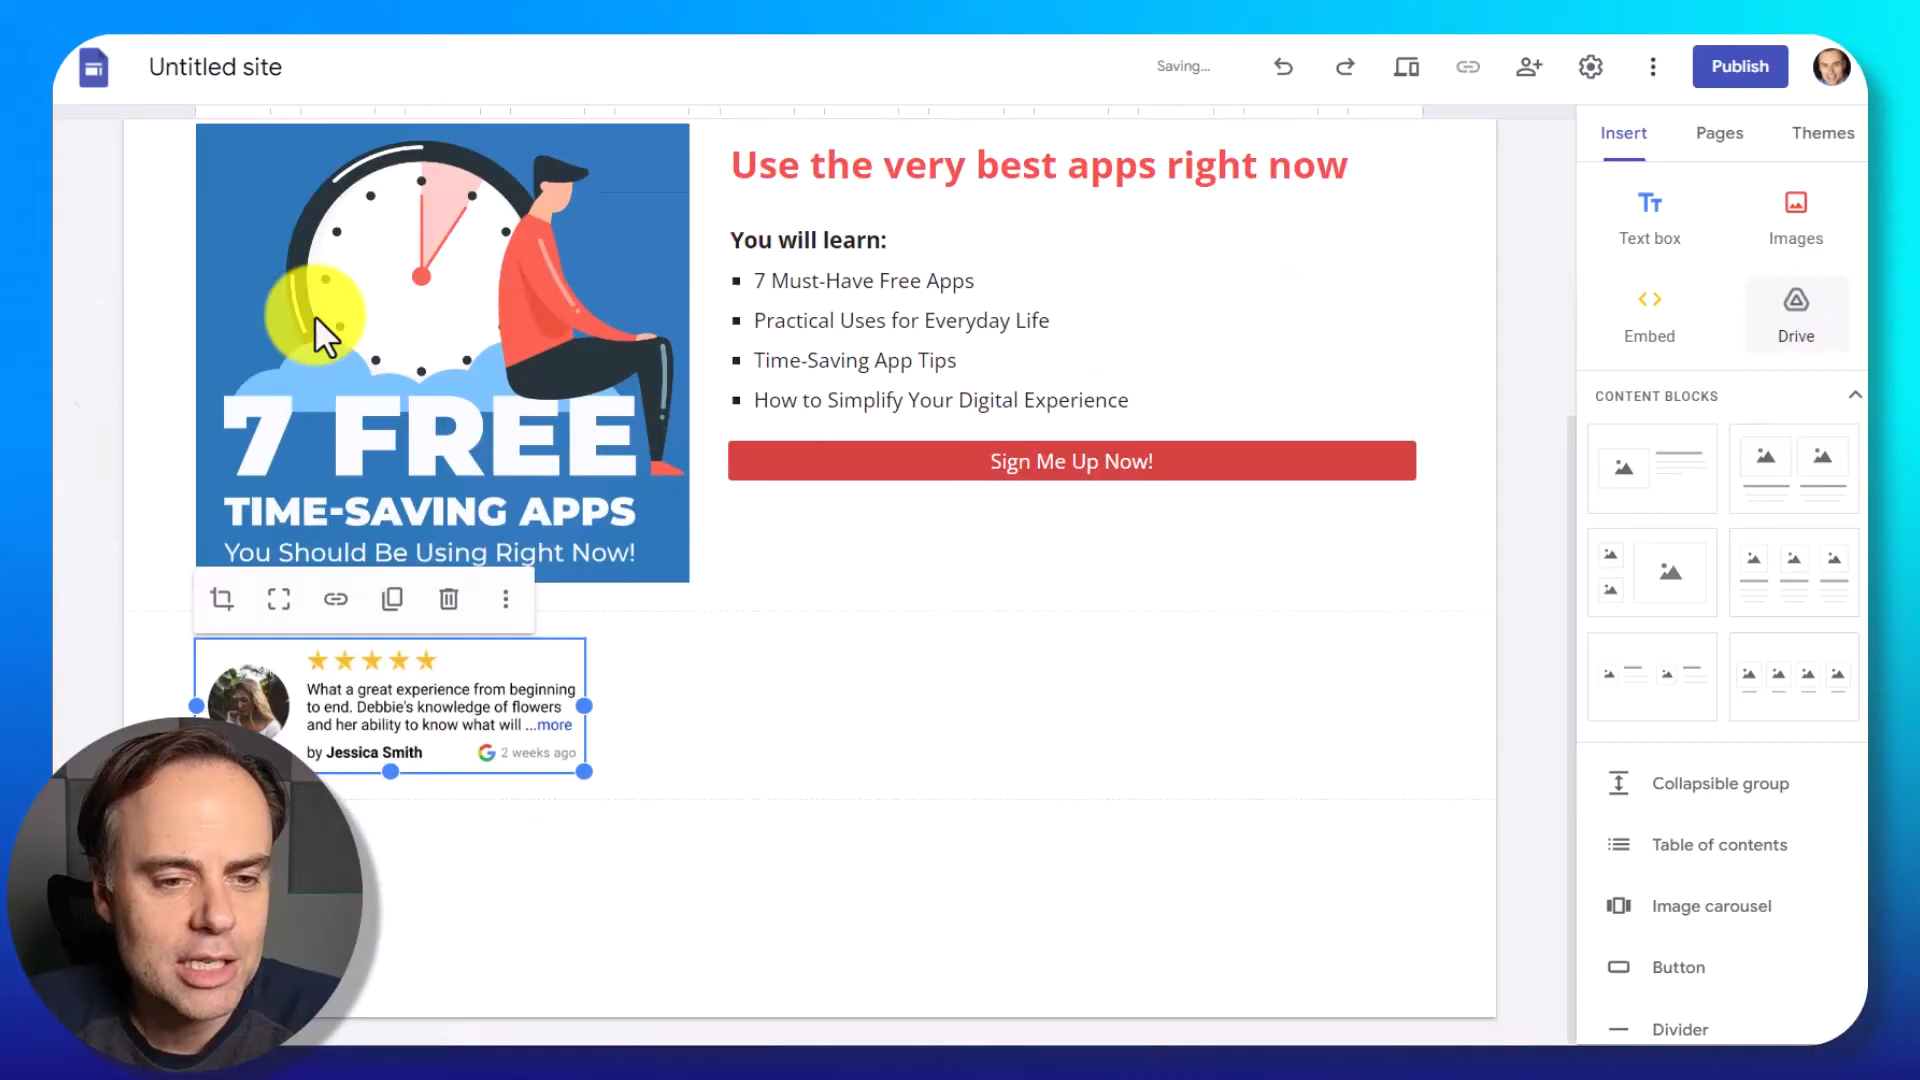 Untitled site
Saving...
Publish
Insert
Pages
Themes
Text box
Images
Embed
Drive
CONTENT BLOCKS
Collapsible group
Table of contents
Image carousel
Button
Divider
7 FREE
TIME-SAVING APPS
You Should Be Using Right Now!
Use the very best apps right now
You will learn:
7 Must-Have Free Apps
Practical Uses for Everyday Life
Time-Saving App Tips
How to Simplify Your Digital Experience
Sign Me Up Now!
What a great experience from beginning
to end. Debbie's knowledge of flowers
and her ability to know what will ...more
by Jessica Smith
2 weeks ago